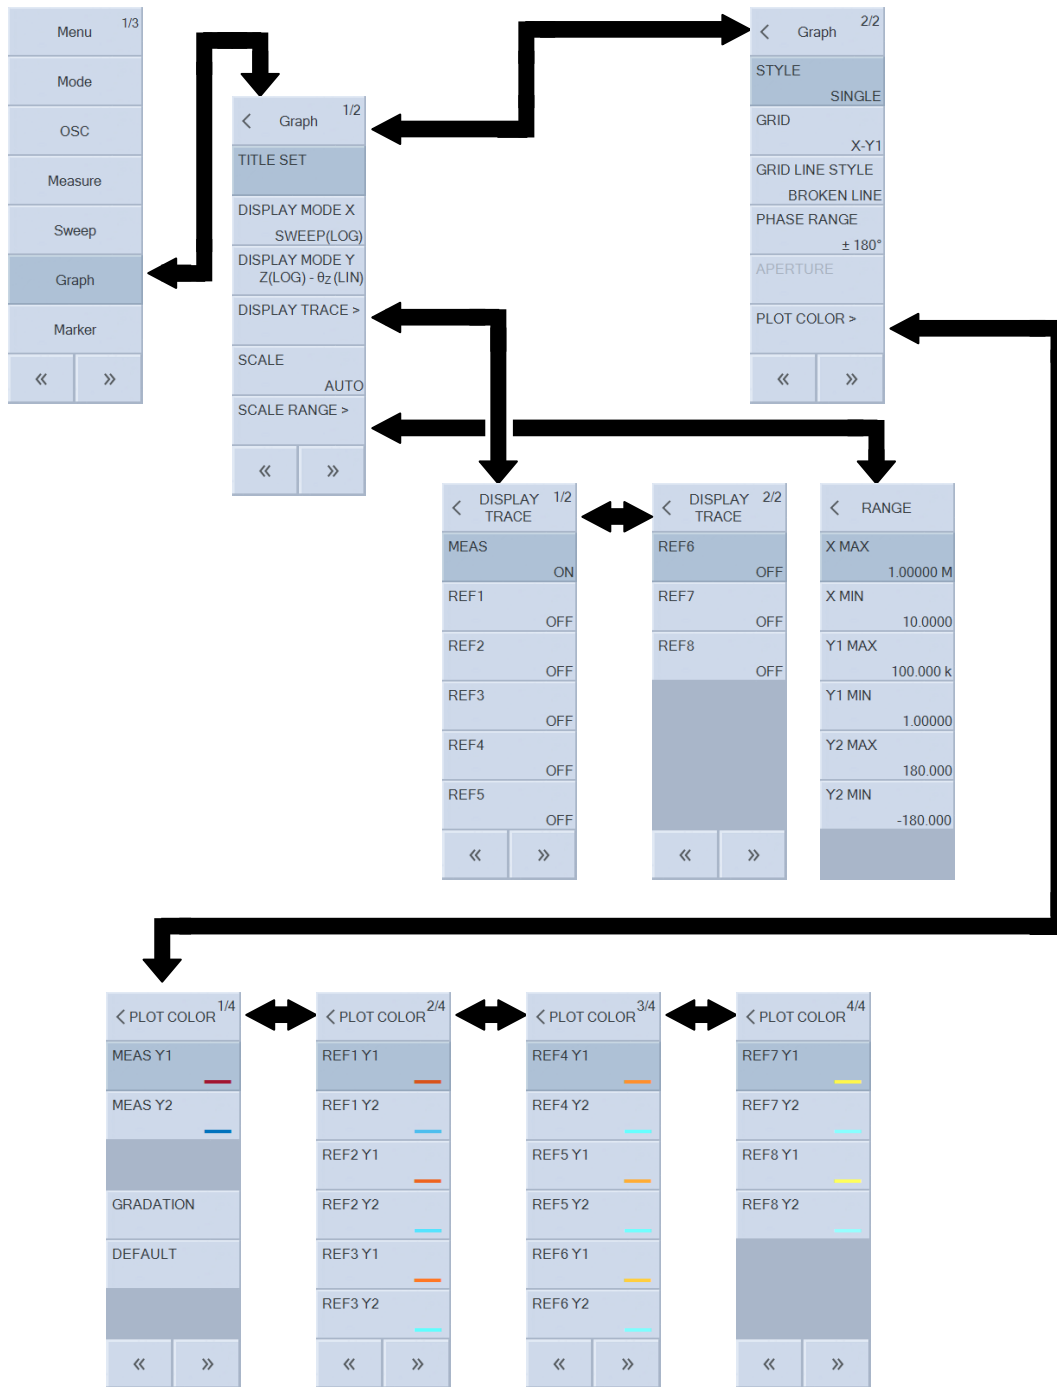 Menu 1/3
Mode
OSC
Measure
Sweep
Graph
Marker
« »
< Graph 1/2
TITLE SET
DISPLAY MODE X
SWEEP(LOG)
DISPLAY MODE Y
Z(LOG) - θZ (LIN)
DISPLAY TRACE >
SCALE
AUTO
SCALE RANGE >
« »
< Graph 2/2
STYLE
SINGLE
GRID
X-Y1
GRID LINE STYLE
BROKEN LINE
PHASE RANGE
± 180°
APERTURE
PLOT COLOR >
« »
< DISPLAY 1/2
TRACE
MEAS
ON
REF1
OFF
REF2
OFF
REF3
OFF
REF4
OFF
REF5
OFF
« »
< DISPLAY 2/2
TRACE
REF6
OFF
REF7
OFF
REF8
OFF
« »
< RANGE
X MAX
1.00000 M
X MIN
10.0000
Y1 MAX
100.000 k
Y1 MIN
1.00000
Y2 MAX
180.000
Y2 MIN
-180.000
< PLOT COLOR 1/4
MEAS Y1
MEAS Y2
GRADATION
DEFAULT
« »
< PLOT COLOR 2/4
REF1 Y1
REF1 Y2
REF2 Y1
REF2 Y2
REF3 Y1
REF3 Y2
« »
< PLOT COLOR 3/4
REF4 Y1
REF4 Y2
REF5 Y1
REF5 Y2
REF6 Y1
REF6 Y2
« »
< PLOT COLOR 4/4
REF7 Y1
REF7 Y2
REF8 Y1
REF8 Y2
« »